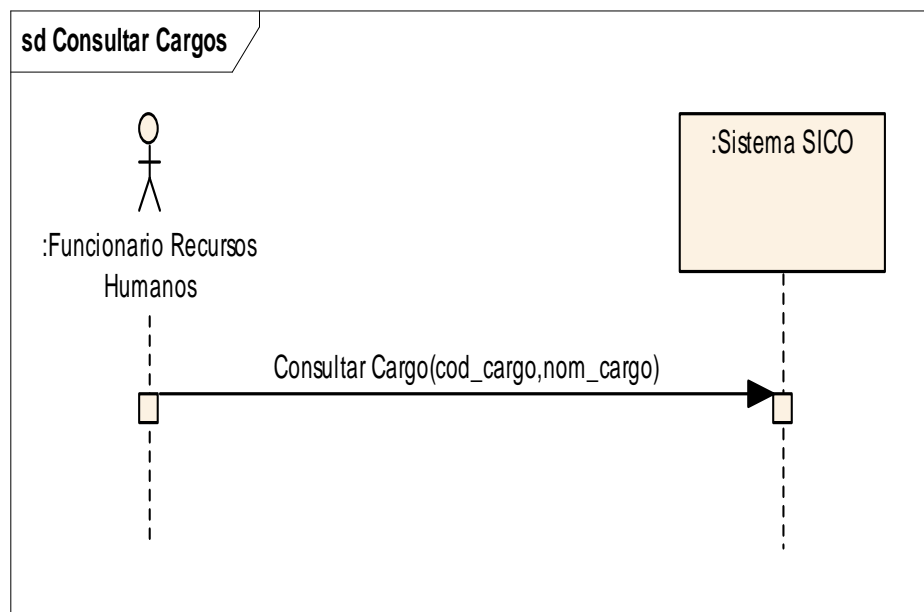 sd Consultar Cargos
:Sistema SICO
:Funcionario Recursos
Humanos
Consultar Cargo(cod_cargo,nom_cargo)